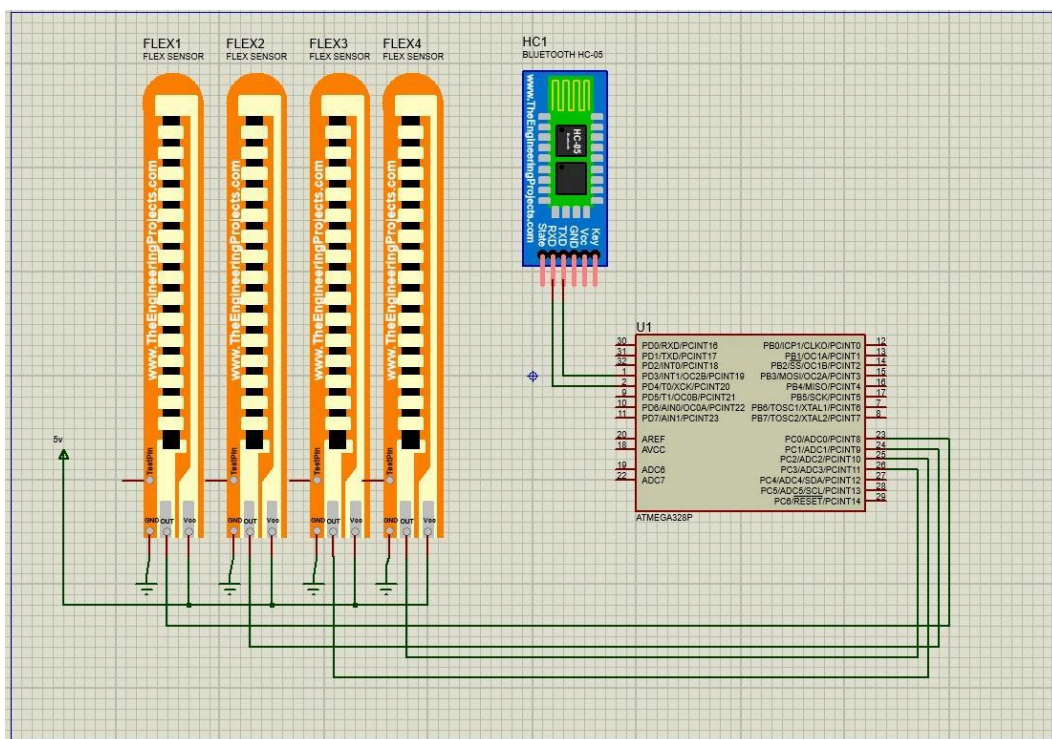 FLEX1
FLEX SENSOR
FLEX2
FLEX SENSOR
FLEX3
FLEX SENSOR
FLEX4
FLEX SENSOR
HC1
BLUETOOTH HC-05
www.TheEngineeringProjects.com
www.TheEngineeringProjects.com
www.TheEngineeringProjects.com
www.TheEngineeringProjects.com
www.TheEngineeringProjects.com
HC-05
State
RXD
TXD
GND
Vcc
Key
5v
TestPin
TestPin
TestPin
TestPin
GND OUT Vcc
GND OUT Vcc
GND OUT Vcc
GND OUT Vcc
U1
30 PD0/RXD/PCINT16
31 PD1/TXD/PCINT17
32 PD2/INT0/PCINT18
1 PD3/INT1/OC2B/PCINT19
2 PD4/T0/XCK/PCINT20
9 PD5/T1/OC0B/PCINT21
10 PD6/AIN0/OC0A/PCINT22
11 PD7/AIN1/PCINT23
20 AREF
18 AVCC
19 ADC6
22 ADC7
PB0/ICP1/CLKO/PCINT0 12
PB1/OC1A/PCINT1 13
PB2/SS/OC1B/PCINT2 14
PB3/MOSI/OC2A/PCINT3 15
PB4/MISO/PCINT4 16
PB5/SCK/PCINT5 17
PB6/TOSC1/XTAL1/PCINT6 7
PB7/TOSC2/XTAL2/PCINT7 8
PC0/ADC0/PCINT8 23
PC1/ADC1/PCINT9 24
PC2/ADC2/PCINT10 25
PC3/ADC3/PCINT11 26
PC4/ADC4/SDA/PCINT12 27
PC5/ADC5/SCL/PCINT13 28
PC6/RESET/PCINT14 29
ATMEGA328P